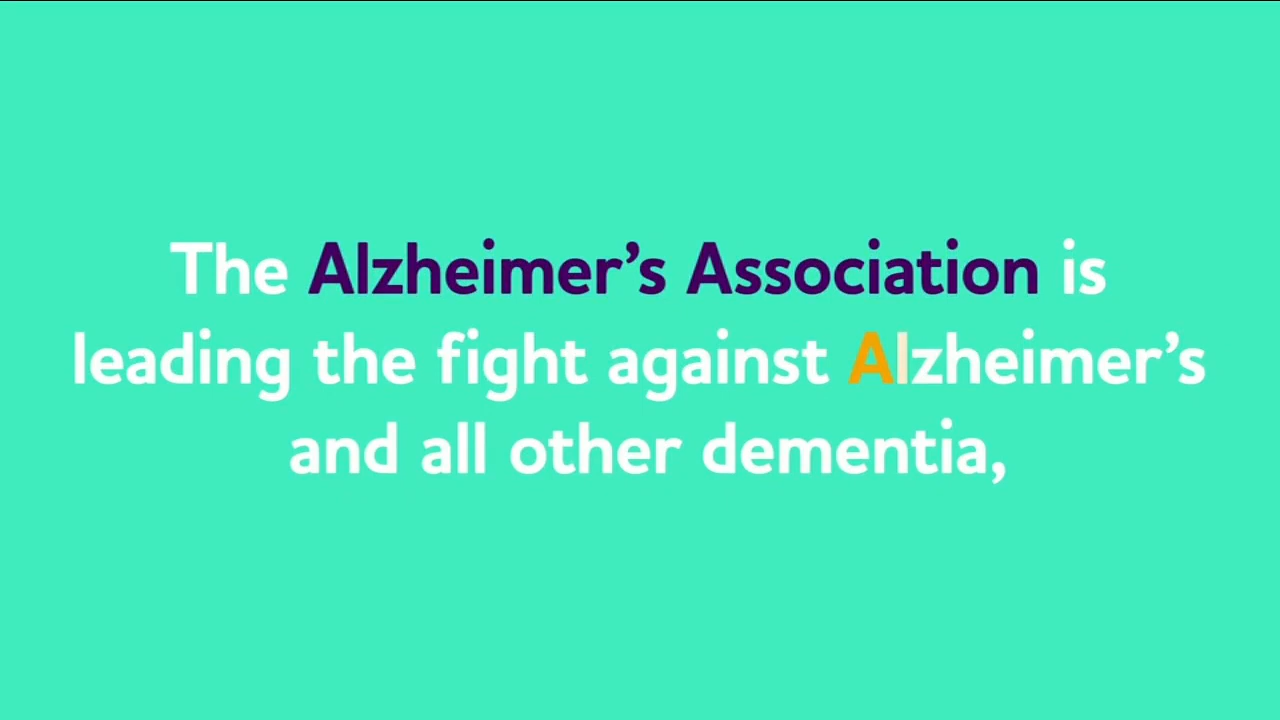 The Alzheimer’s Association is
leading the fight against Alzheimer’s
and all other dementia,